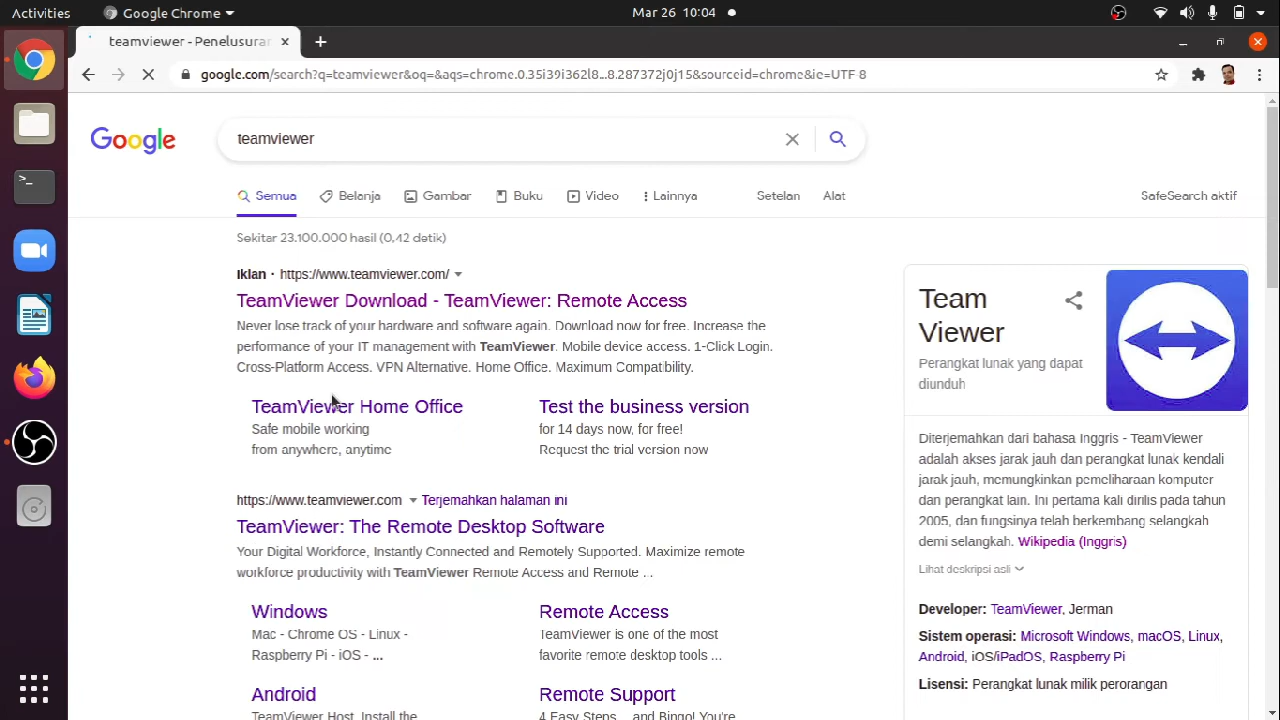 Activities
Google Chrome
Mar 26 10:04
teamviewer - Penelusuran
google.com/search?q=teamviewer&oq=&aqs=chrome.0.35i39i362l8...8.287372j0j15&sourceid=chrome&ie=UTF 8
Google
teamviewer
Semua
Belanja
Gambar
Buku
Video
Lainnya
Setelan
Alat
SafeSearch aktif
Sekitar 23.100.000 hasil (0,42 detik)
Iklan · https://www.teamviewer.com/
TeamViewer Download - TeamViewer: Remote Access
Never lose track of your hardware and software again. Download now for free. Increase the
performance of your IT management with TeamViewer. Mobile device access. 1-Click Login.
Cross-Platform Access. VPN Alternative. Home Office. Maximum Compatibility.
TeamViewer Home Office
Safe mobile working
from anywhere, anytime
Test the business version
for 14 days now, for free!
Request the trial version now
https://www.teamviewer.com Terjemahkan halaman ini
TeamViewer: The Remote Desktop Software
Your Digital Workforce, Instantly Connected and Remotely Supported. Maximize remote
workforce productivity with TeamViewer Remote Access and Remote ...
Windows
Mac - Chrome OS - Linux -
Raspberry Pi - iOS - ...
Remote Access
TeamViewer is one of the most
favorite remote desktop tools ...
Android
TeamViewer Host. Install the
Remote Support
4 Easy Steps... and Bingo! You're
Team
Viewer
Perangkat lunak yang dapat
diunduh
Diterjemahkan dari bahasa Inggris - TeamViewer
adalah akses jarak jauh dan perangkat lunak kendali
jarak jauh, memungkinkan pemeliharaan komputer
dan perangkat lain. Ini pertama kali dirilis pada tahun
2005, dan fungsinya telah berkembang selangkah
demi selangkah. Wikipedia (Inggris)
Lihat deskripsi asli
Developer: TeamViewer, Jerman
Sistem operasi: Microsoft Windows, macOS, Linux,
Android, iOS/iPadOS, Raspberry Pi
Lisensi: Perangkat lunak milik perorangan